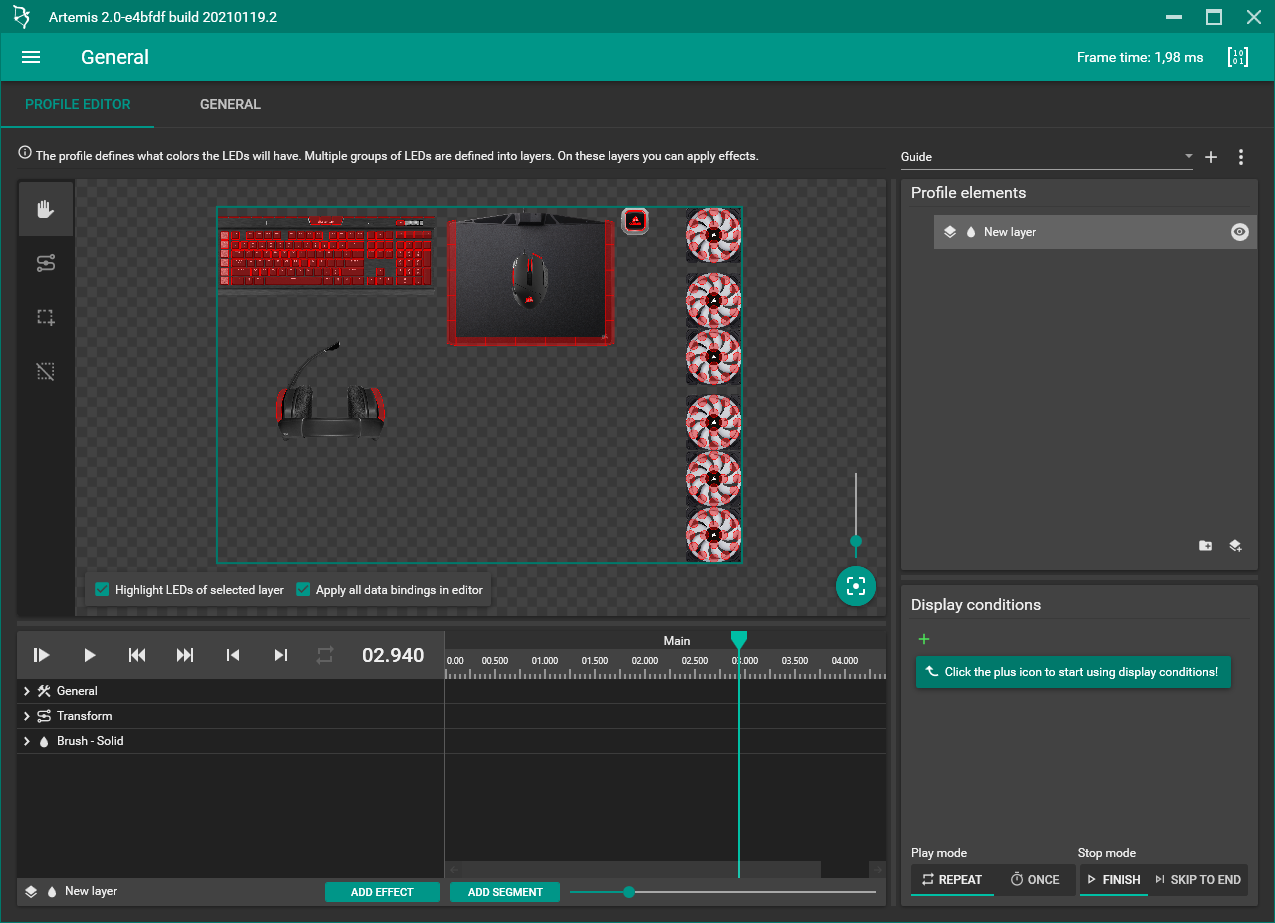 Artemis 2.0-e4bfdf build 20210119.2
General
Frame time: 1,98 ms
PROFILE EDITOR
GENERAL
The profile defines what colors the LEDs will have. Multiple groups of LEDs are defined into layers. On these layers you can apply effects.
Guide
Profile elements
New layer
Highlight LEDs of selected layer
Apply all data bindings in editor
Display conditions
Click the plus icon to start using display conditions!
02.940
Main
0.00 00.500 01.000 01.500 02.000 02.500 03.000 03.500 04.000
General
Transform
Brush - Solid
Play mode
Stop mode
REPEAT
ONCE
FINISH
SKIP TO END
New layer
ADD EFFECT
ADD SEGMENT